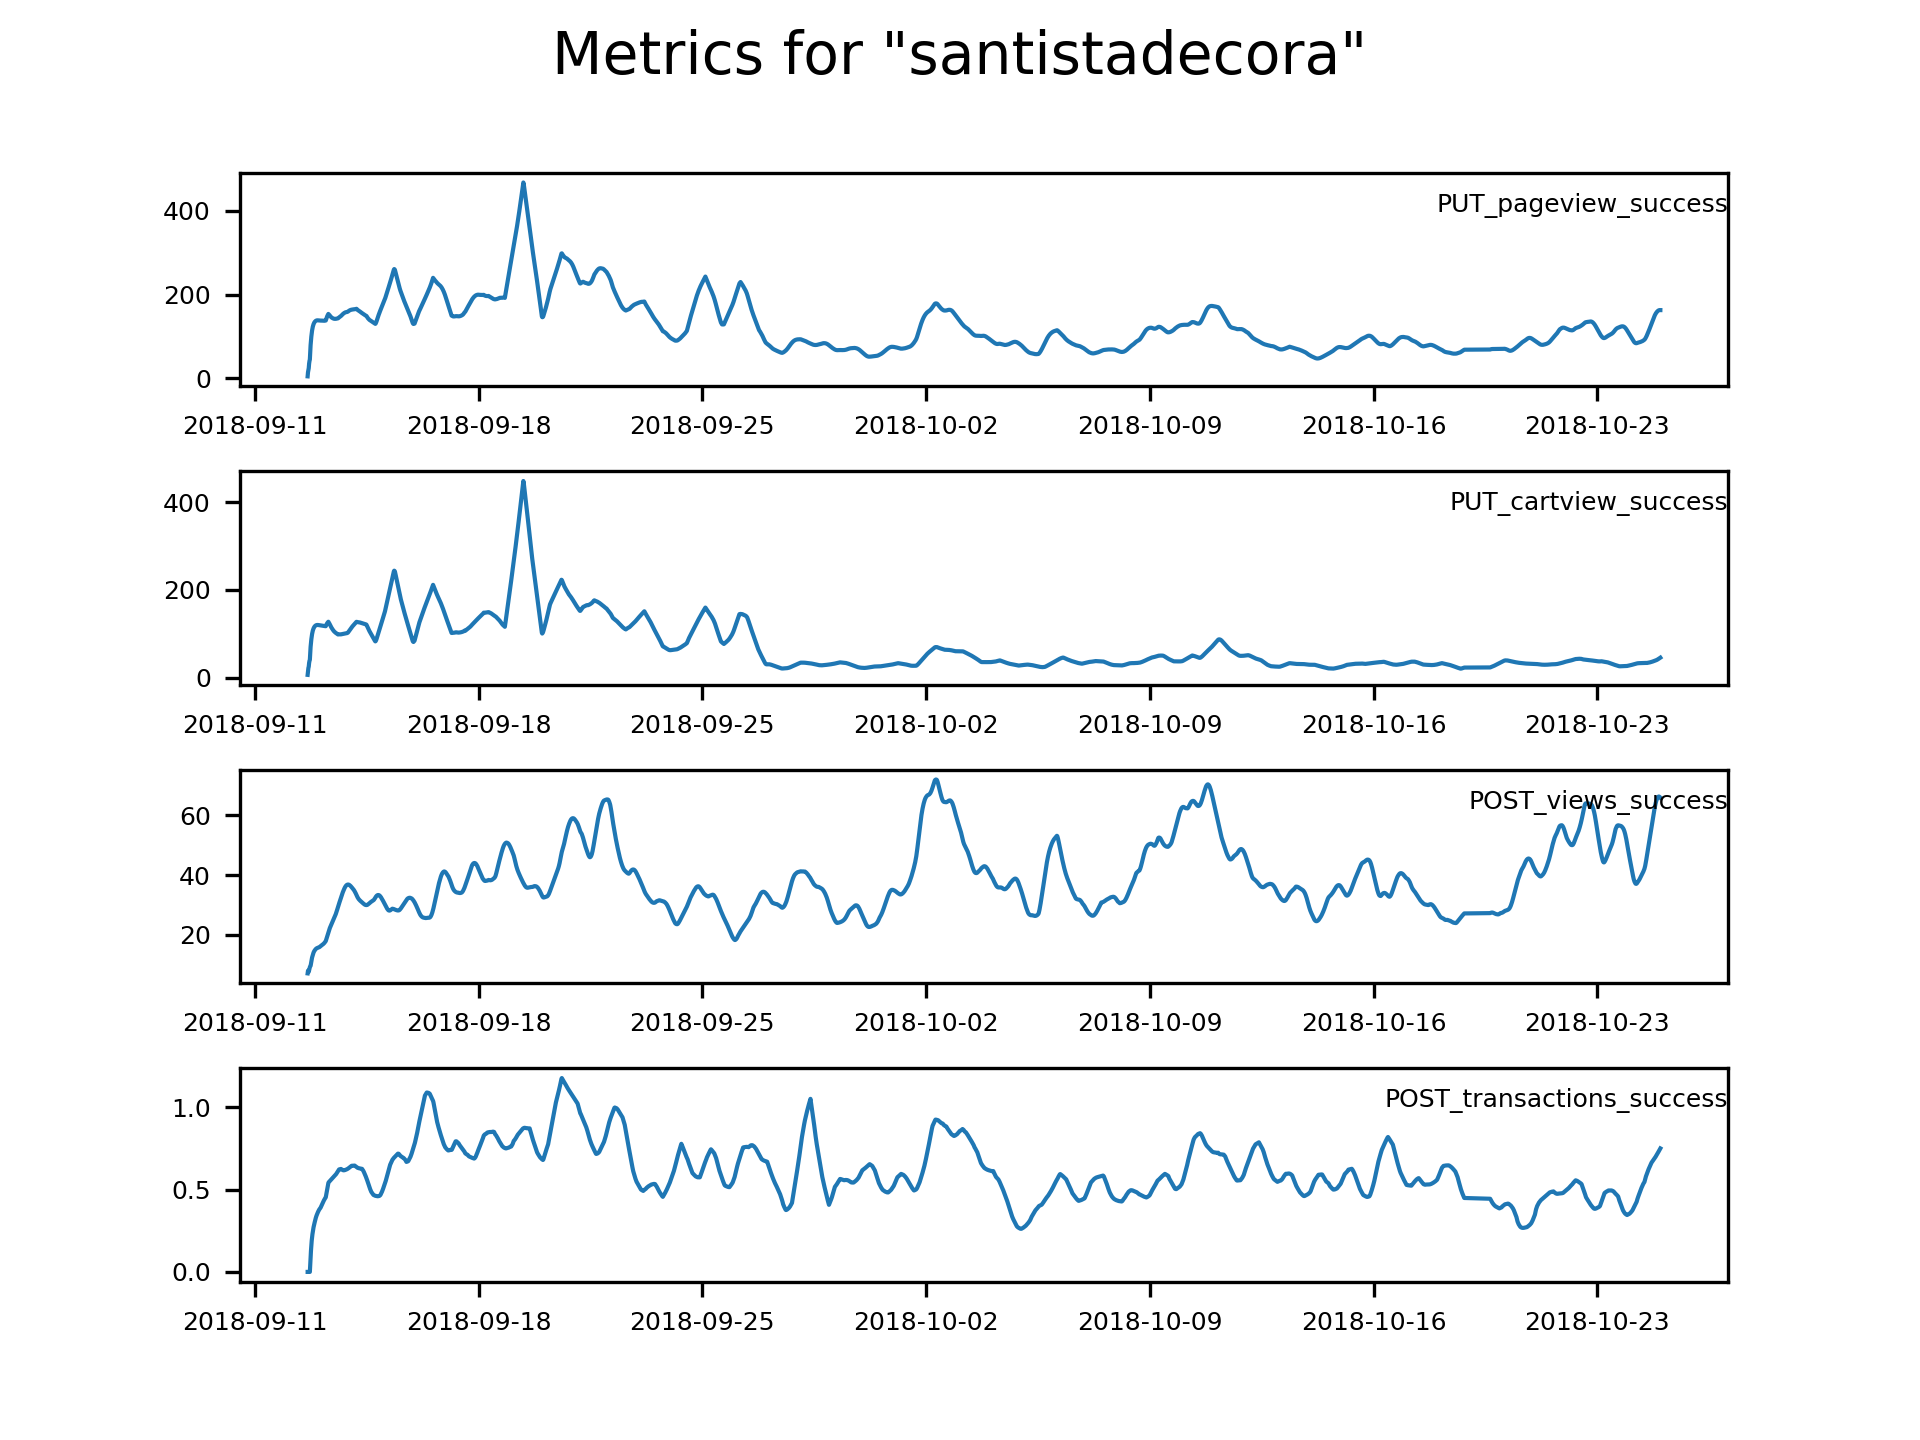 Metrics for "santistadecora"
PUT_pageview_success
400
200
0
2018-09-11 2018-09-18 2018-09-25 2018-10-02 2018-10-09 2018-10-16 2018-10-23
PUT_cartview_success
400
200
0
2018-09-11 2018-09-18 2018-09-25 2018-10-02 2018-10-09 2018-10-16 2018-10-23
POST_views_success
60
40
20
2018-09-11 2018-09-18 2018-09-25 2018-10-02 2018-10-09 2018-10-16 2018-10-23
POST_transactions_success
1.0
0.5
0.0
2018-09-11 2018-09-18 2018-09-25 2018-10-02 2018-10-09 2018-10-16 2018-10-23